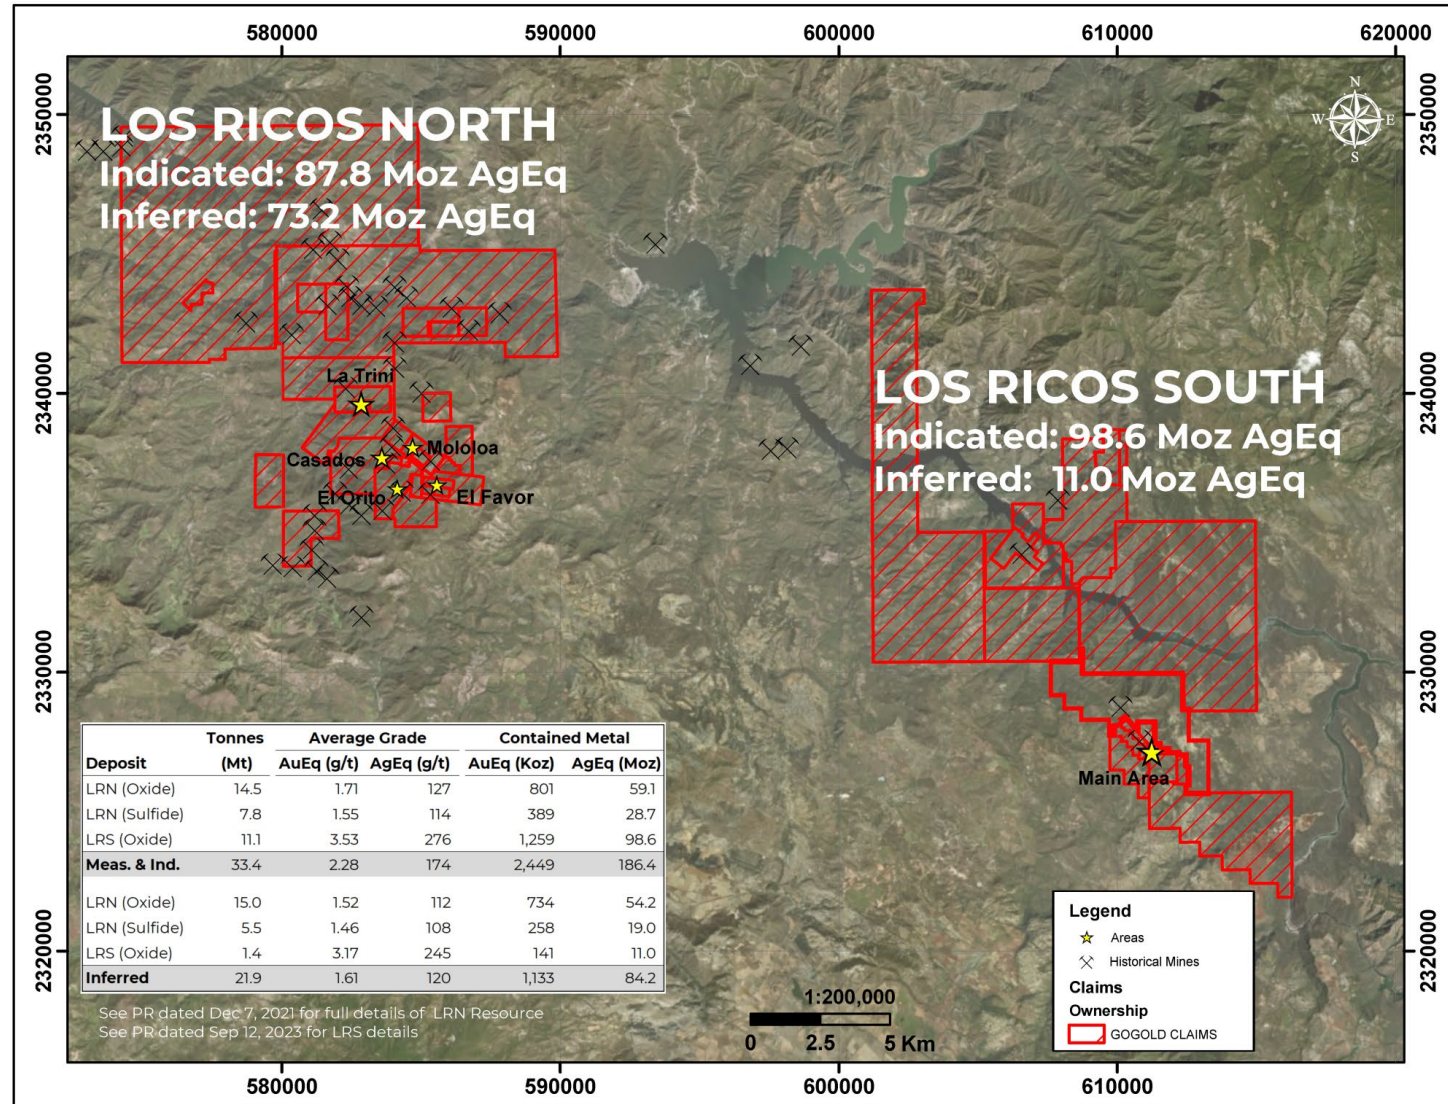 580000 590000 600000 610000 620000
2350000 2350000
N
W E
S
LOS RICOS NORTH
Indicated: 87.8 Moz AgEq
Inferred: 73.2 Moz AgEq
2340000 2340000
La Trini
Mololoa
Casados
El Orito
El Favor
LOS RICOS SOUTH
Indicated: 98.6 Moz AgEq
Inferred: 11.0 Moz AgEq
2330000 2330000
Main Area
Tonnes Average Grade Contained Metal
Deposit (Mt) AuEq (g/t) AgEq (g/t) AuEq (Koz) AgEq (Moz)
LRN (Oxide) 14.5 1.71 127 801 59.1
LRN (Sulfide) 7.8 1.55 114 389 28.7
LRS (Oxide) 11.1 3.53 276 1,259 98.6
Meas. & Ind. 33.4 2.28 174 2,449 186.4
LRN (Oxide) 15.0 1.52 112 734 54.2
LRN (Sulfide) 5.5 1.46 108 258 19.0
LRS (Oxide) 1.4 3.17 245 141 11.0
Inferred 21.9 1.61 120 1,133 84.2
2320000 2320000
See PR dated Dec 7, 2021 for full details of LRN Resource
See PR dated Sep 12, 2023 for LRS details
1:200,000
0 2.5 5 Km
Legend
Areas
Historical Mines
Claims
Ownership
GOGOLD CLAIMS
580000 590000 600000 610000